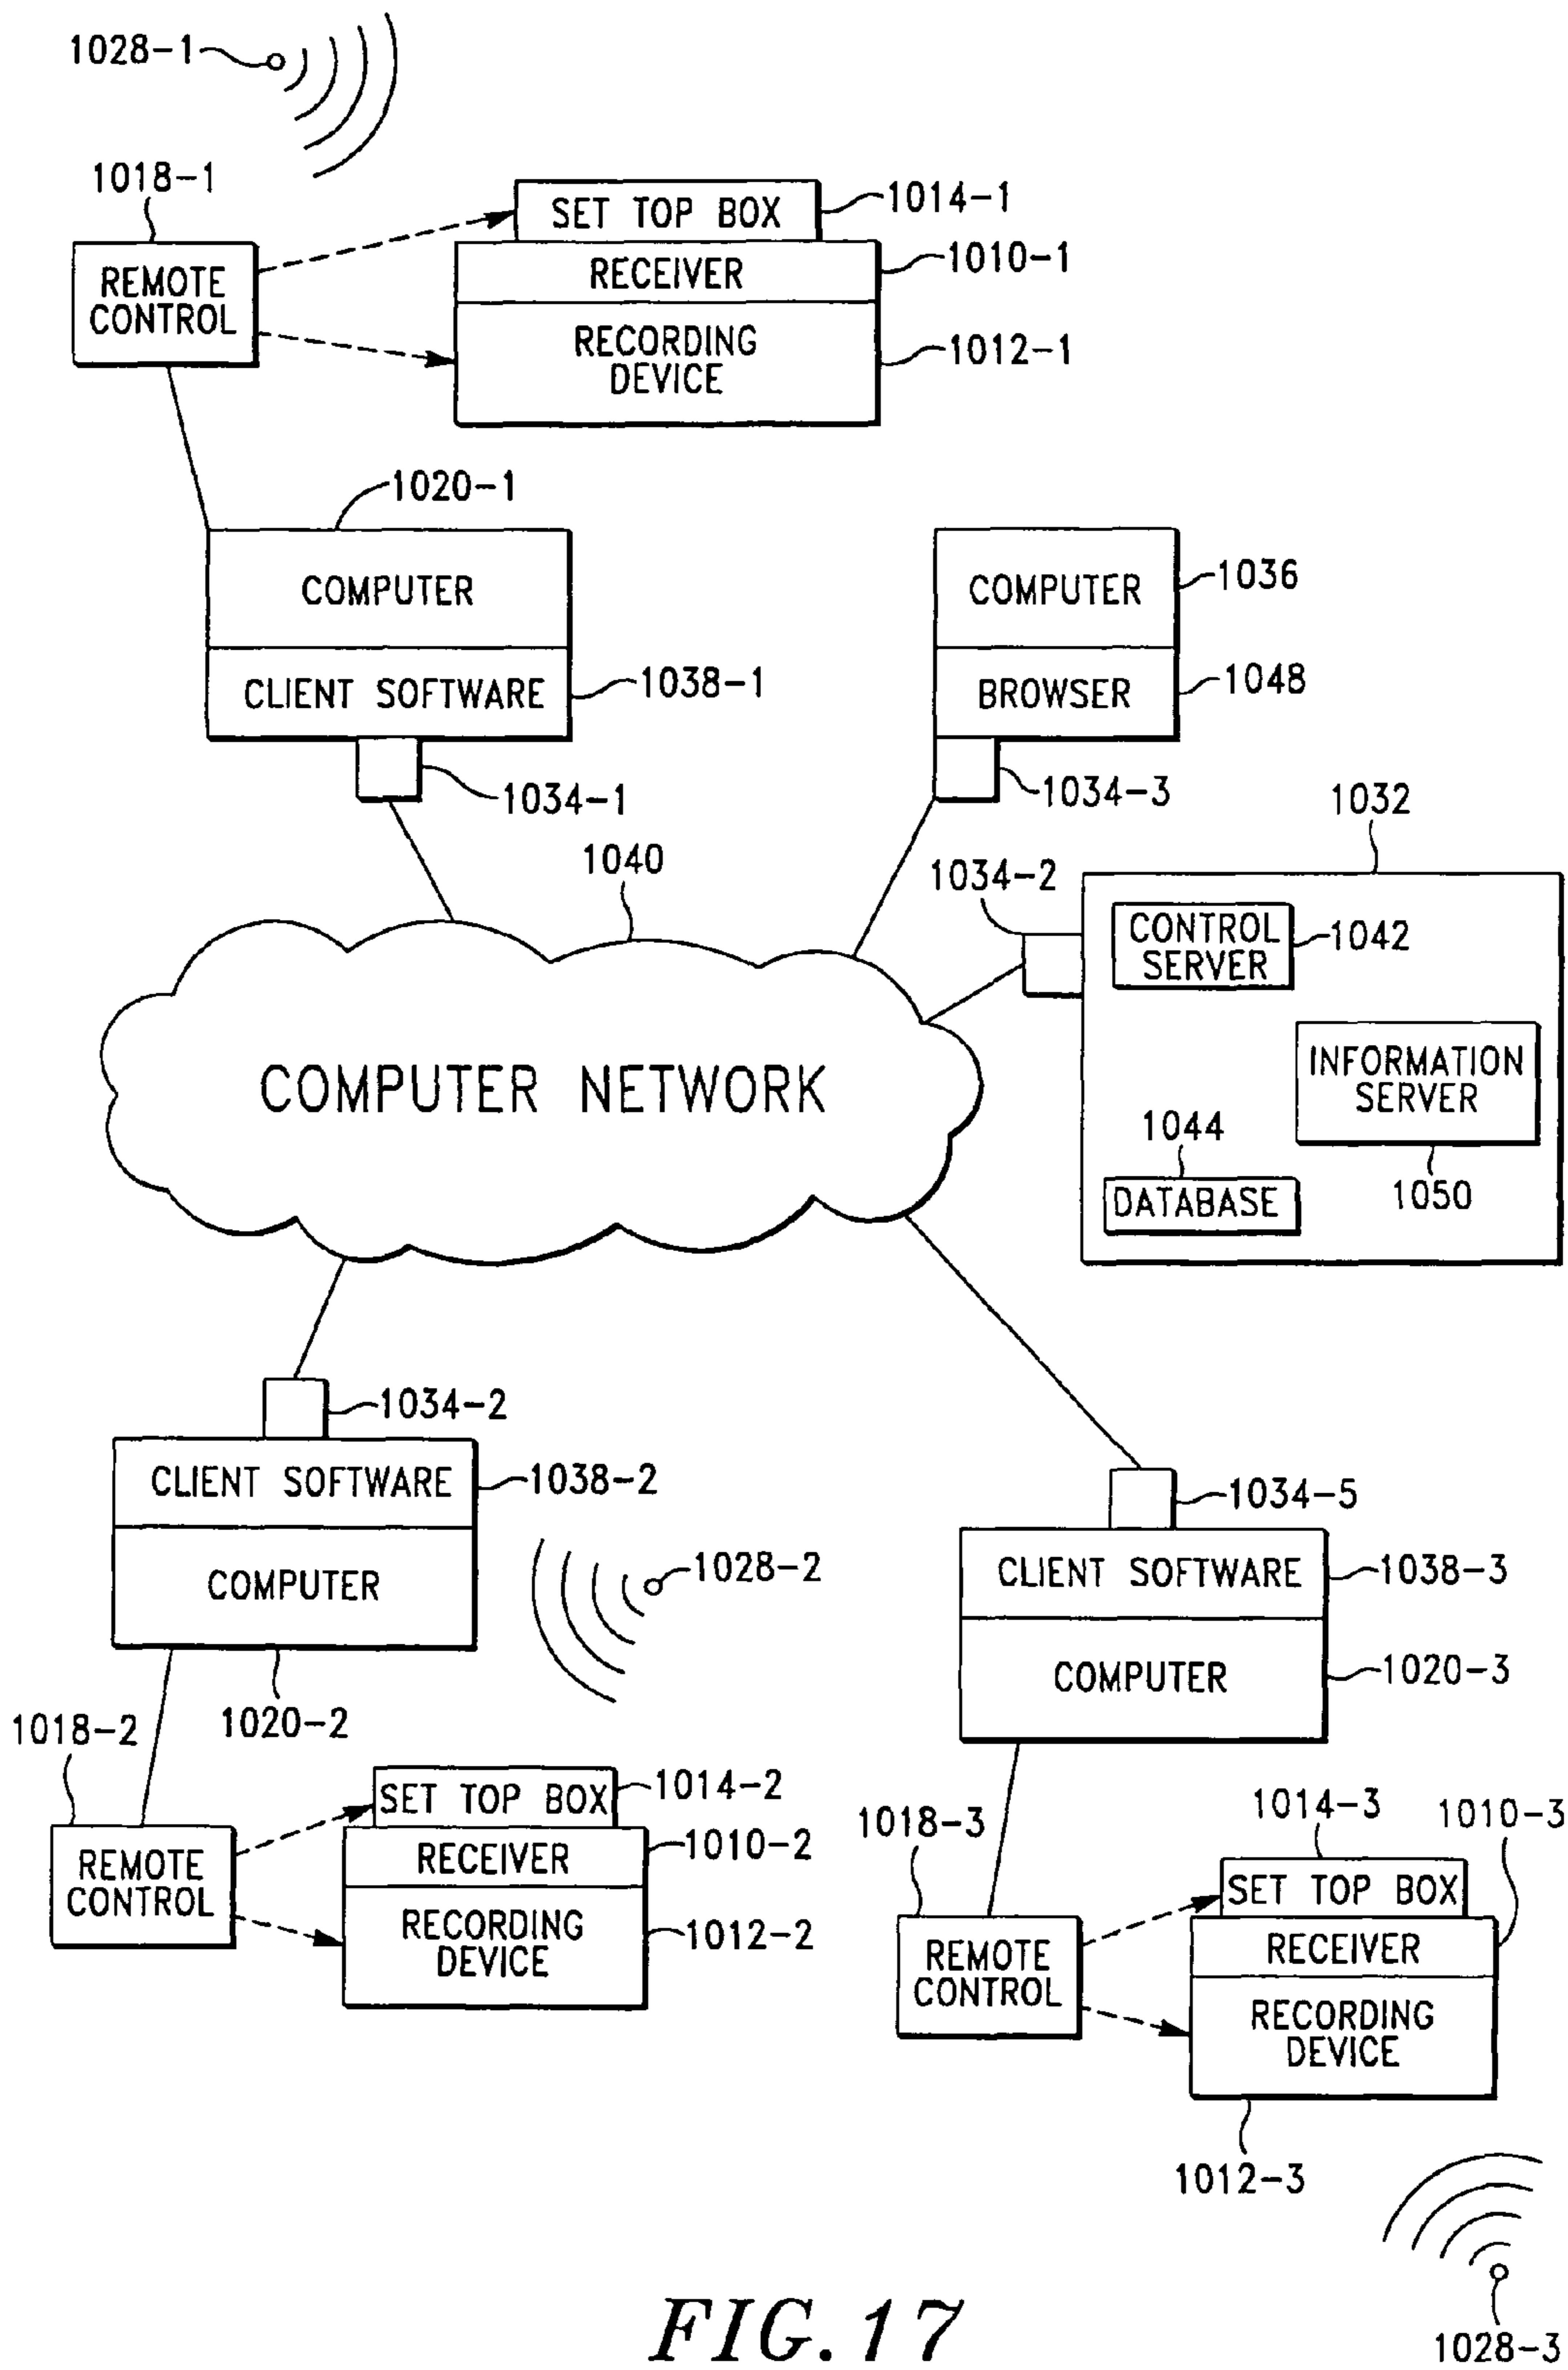 1028-1
1018-1
SET TOP BOX
1014-1
REMOTE
CONTROL
RECEIVER
1010-1
RECORDING
DEVICE
1012-1
1020-1
COMPUTER
CLIENT SOFTWARE
1038-1
1034-1
COMPUTER
1036
BROWSER
1048
1034-3
1032
1040
1034-2
CONTROL
SERVER
1042
INFORMATION
SERVER
1050
1044
DATABASE
COMPUTER NETWORK
1034-2
CLIENT SOFTWARE
1038-2
COMPUTER
1020-2
1028-2
1034-5
CLIENT SOFTWARE
1038-3
COMPUTER
1020-3
1018-2
REMOTE
CONTROL
SET TOP BOX
1014-2
RECEIVER
1010-2
RECORDING
DEVICE
1012-2
1018-3
REMOTE
CONTROL
1014-3
1010-3
SET TOP BOX
RECEIVER
RECORDING
DEVICE
1012-3
1028-3
FIG.17